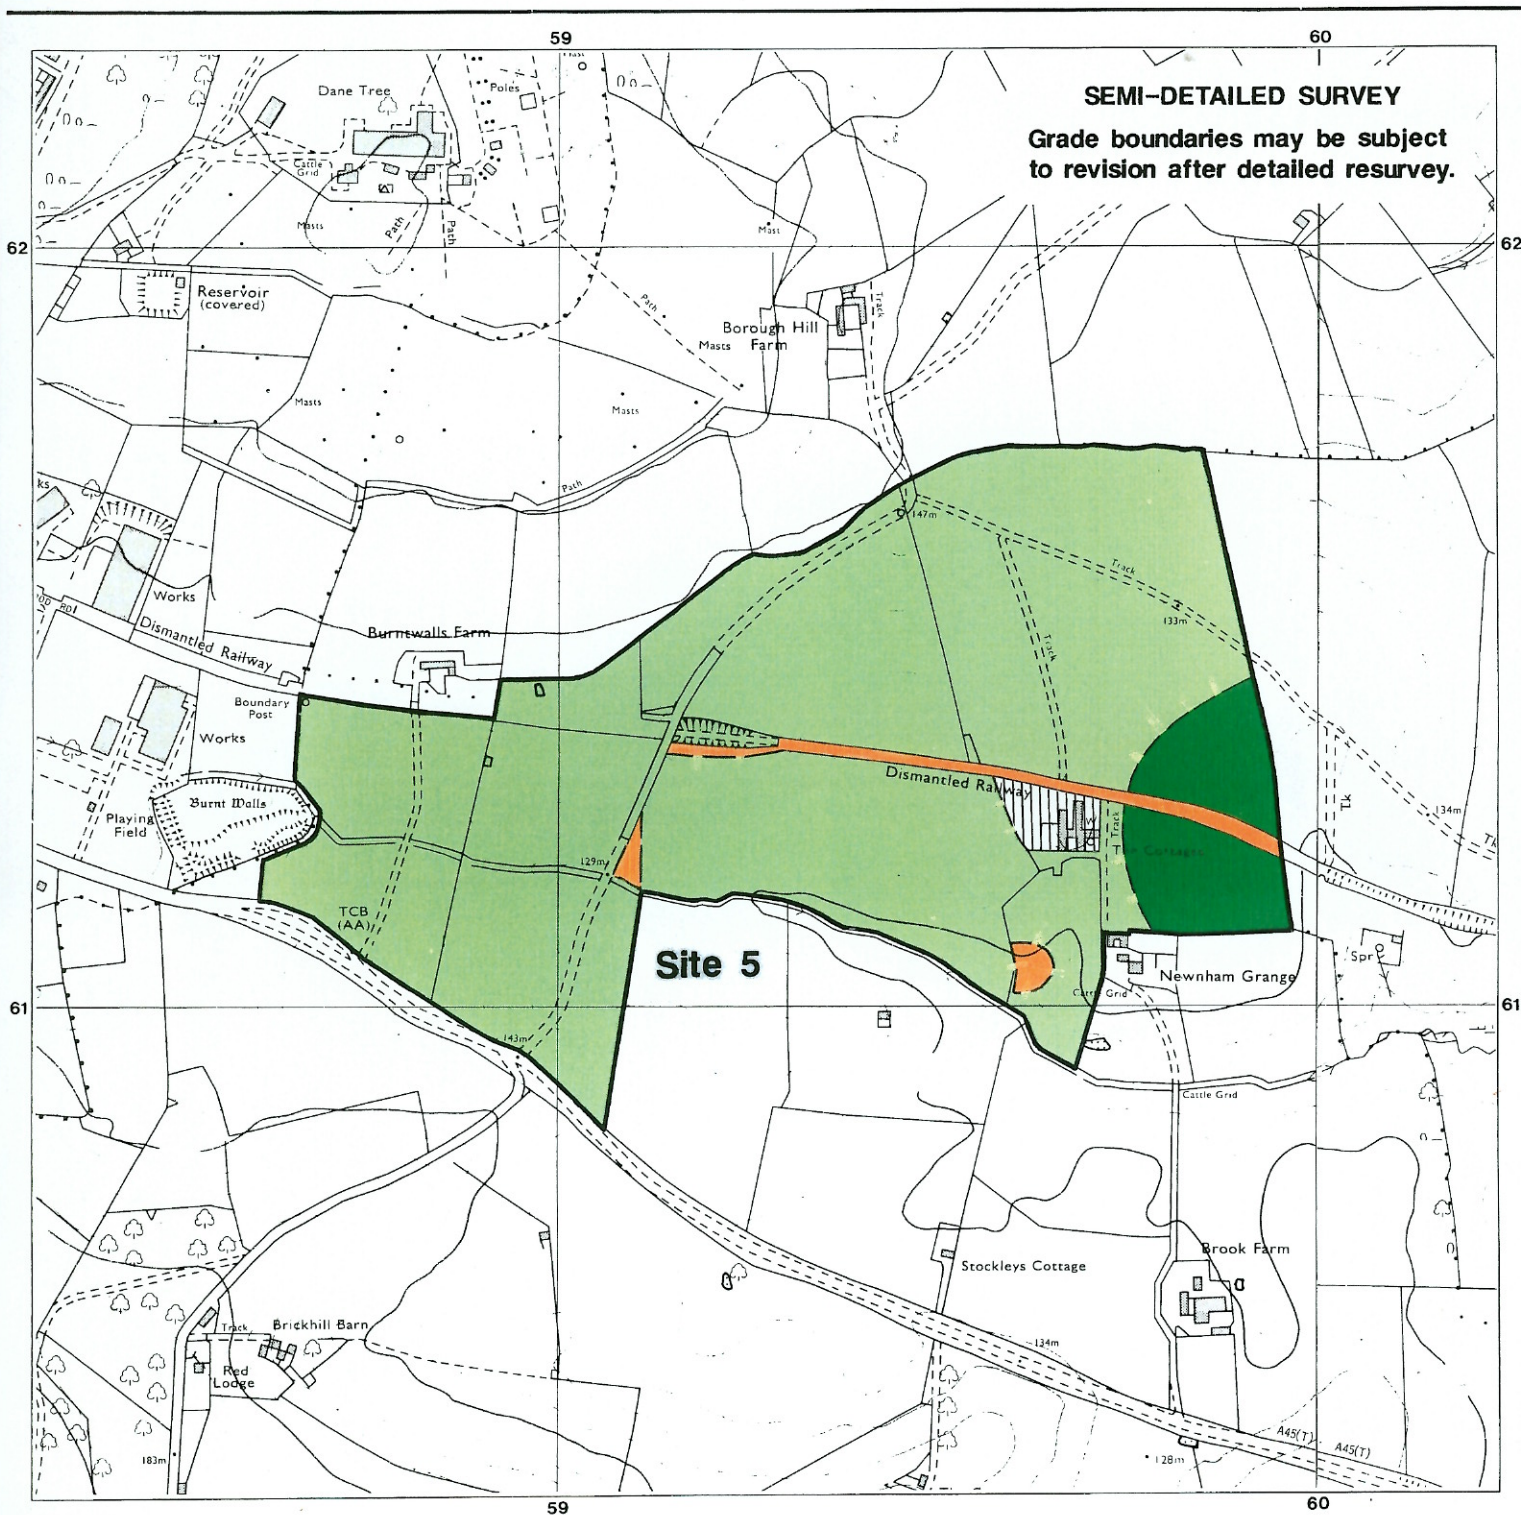 59
60
SEMI-DETAILED SURVEY
Grade boundaries may be subject
to revision after detailed resurvey.
Dane Tree
Poles
Cattle
Grid
Masts
Path
Path
Mast
62
62
Reservoir
(covered)
Path
Track
Borough Hill
Farm
Masts
Masts
Masts
Path
147m
Track
Works
133m
Track
Burntwalls Farm
Dismantled Railway
Boundary
Post
Works
Dismantled Railway
Burnt Walls
Playing
Field
Track
Tk
134m
The Cottages
129m
TCB
(AA)
Site 5
Spr
Newnham Grange
Cattle Grid
61
61
143m
Cattle Grid
Brook Farm
Stockleys Cottage
Track
Brickhill Barn
134m
Red
Lodge
A45(T)
A45(T)
183m
128m
59
60